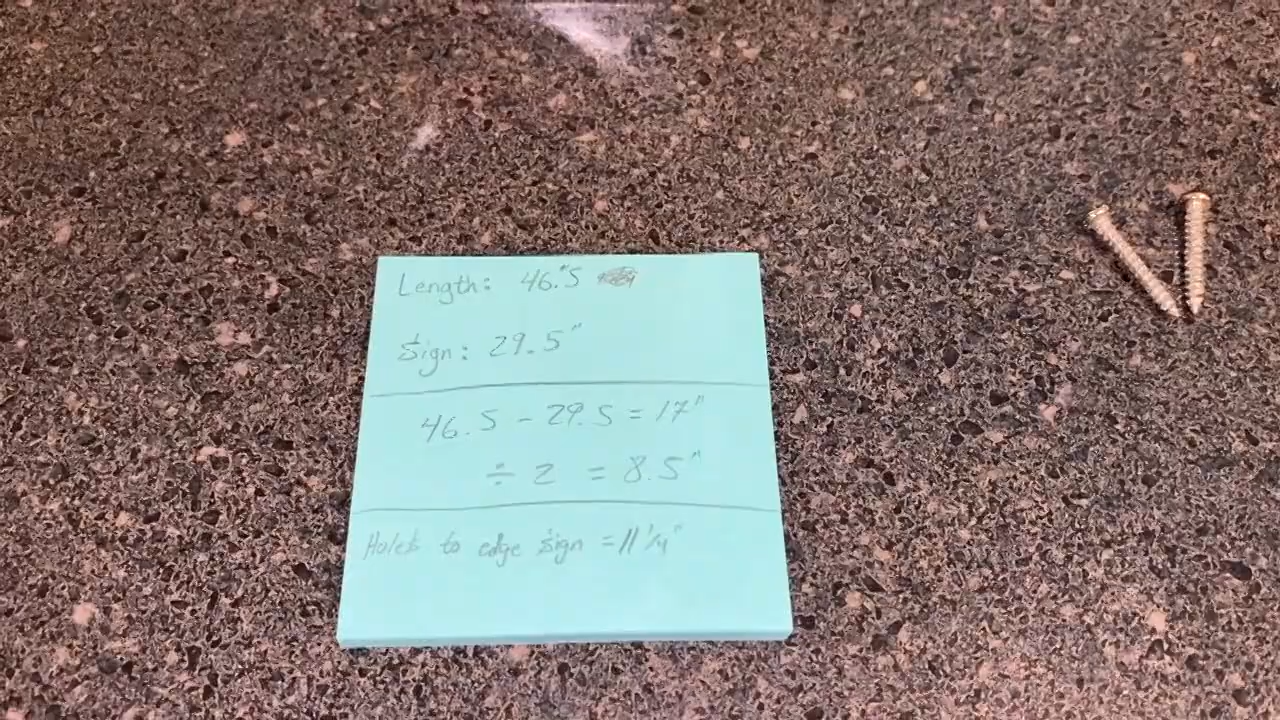 Length: 46.5"
Sign: 29.5"
46.5 - 29.5 = 17"
÷ 2 = 8.5"
Holes to edge sign = 11 1/4"